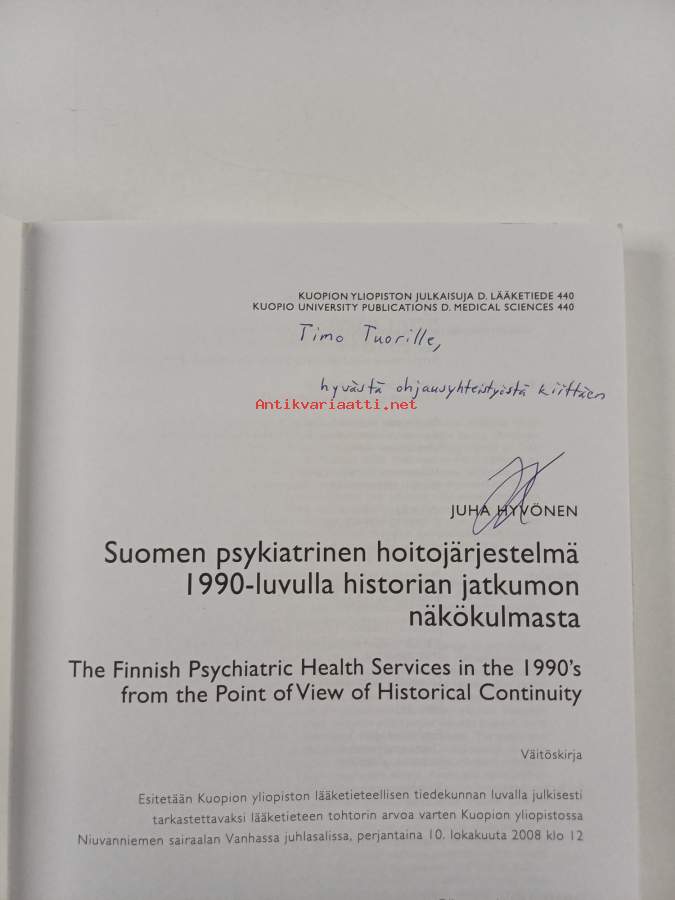 KUOPION YLIOPISTON JULKAISUJA D. LÄÄKETIEDE 440
KUOPIO UNIVERSITY PUBLICATIONS D. MEDICAL SCIENCES 440
Timo Tuorille,
hyvästä ohjausyhteistyöstä kiittäen
Antikvariaatti.net
JUHA HYVÖNEN
Suomen psykiatrinen hoitojärjestelmä
1990-luvulla historian jatkumon
näkökulmasta
The Finnish Psychiatric Health Services in the 1990's
from the Point of View of Historical Continuity
Väitöskirja
Esitetään Kuopion yliopiston lääketieteellisen tiedekunnan luvalla julkisesti
tarkastettavaksi lääketieteen tohtorin arvoa varten Kuopion yliopistossa
Niuvanniemen sairaalan Vanhassa juhlasalissa, perjantaina 10. lokakuuta 2008 klo 12